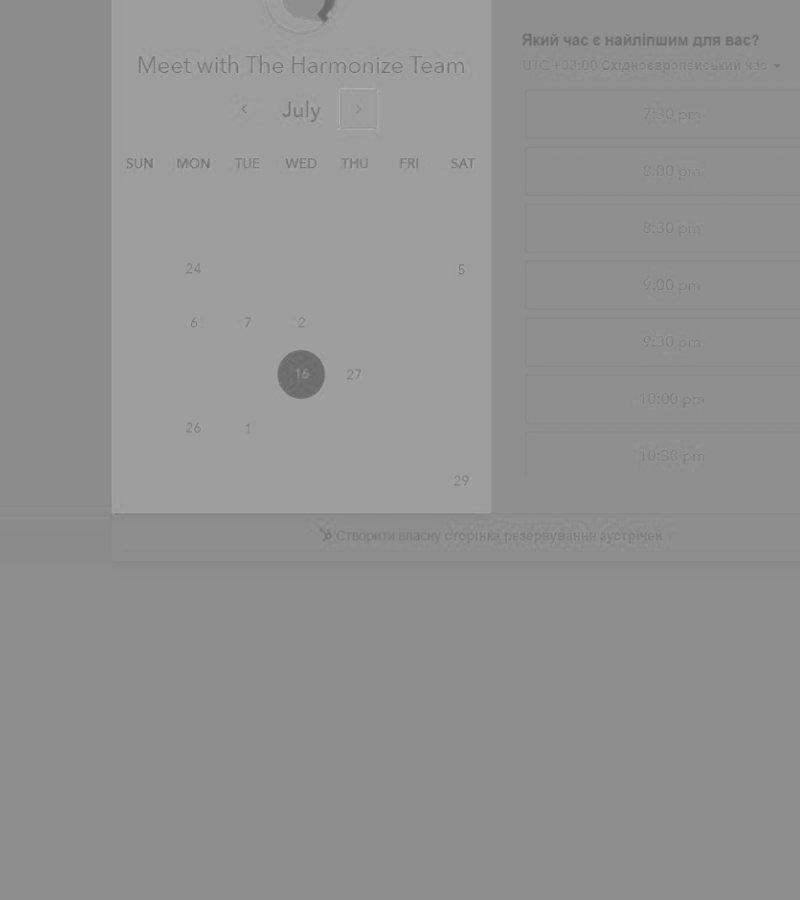 Meet with The Harmonize Team
July
SUN MON TUE WED THU FRI SAT
24 5
6 7 2
16 27
26 1
29
Який час є найліпшим для вас?
UTC +03:00 Східноєвропейський час
7:30 pm
8:00 pm
8:30 pm
9:00 pm
9:30 pm
10:00 pm
10:30 pm
Створити власну сторінка резервування зустрічей